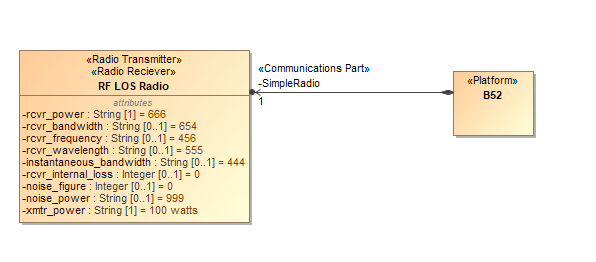 «Radio Transmitter»
«Radio Reciever»
RF LOS Radio
attributes
-rcvr_power : String [1] = 666
-rcvr_bandwidth : String [0..1] = 654
-rcvr_frequency : String [0..1] = 456
-rcvr_wavelength : String [0..1] = 555
-instantaneous_bandwidth : String [0..1] = 444
-rcvr_internal_loss : Integer [0..1] = 0
-noise_figure : Integer [0..1] = 0
-noise_power : String [0..1] = 999
-xmtr_power : String [1] = 100 watts
«Communications Part»
-SimpleRadio
1
«Platform»
B52